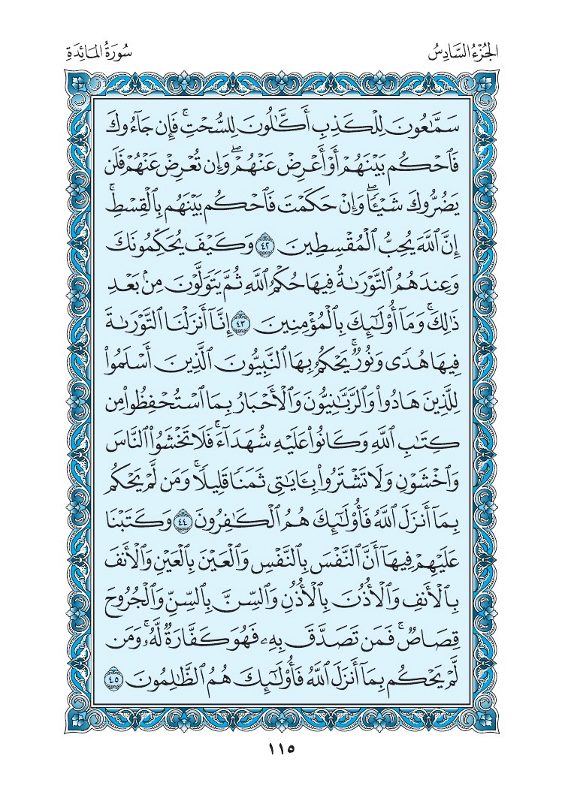 الجُزْءُ السَّادِسُ
سُورَةُ المَائِدَةِ
سَمَّٰعُونَ لِلۡكَذِبِ أَكَّٰلُونَ لِلسُّحۡتِۚ فَإِن جَآءُوكَ
فَٱحۡكُم بَيۡنَهُمۡ أَوۡ أَعۡرِضۡ عَنۡهُمۡۖ وَإِن تُعۡرِضۡ عَنۡهُمۡ فَلَن
يَضُرُّوكَ شَيۡـٔٗاۖ وَإِنۡ حَكَمۡتَ فَٱحۡكُم بَيۡنَهُم بِٱلۡقِسۡطِۚ
إِنَّ ٱللَّهَ يُحِبُّ ٱلۡمُقۡسِطِينَ ٤٢ وَكَيۡفَ يُحَكِّمُونَكَ
وَعِندَهُمُ ٱلتَّوۡرَىٰةُ فِيهَا حُكۡمُ ٱللَّهِ ثُمَّ يَتَوَلَّوۡنَ مِنۢ بَعۡدِ
ذَٰلِكَۚ وَمَآ أُوْلَٰٓئِكَ بِٱلۡمُؤۡمِنِينَ ٤٣ إِنَّآ أَنزَلۡنَا ٱلتَّوۡرَىٰةَ
فِيهَا هُدٗى وَنُورٞۚ يَحۡكُمُ بِهَا ٱلنَّبِيُّونَ ٱلَّذِينَ أَسۡلَمُواْ
لِلَّذِينَ هَادُواْ وَٱلرَّبَّٰنِيُّونَ وَٱلۡأَحۡبَارُ بِمَا ٱسۡتُحۡفِظُواْ مِن
كِتَٰبِ ٱللَّهِ وَكَانُواْ عَلَيۡهِ شُهَدَآءَۚ فَلَا تَخۡشَوُاْ ٱلنَّاسَ
وَٱخۡشَوۡنِ وَلَا تَشۡتَرُواْ بِـَٔايَٰتِي ثَمَنٗا قَلِيلٗاۚ وَمَن لَّمۡ يَحۡكُم
بِمَآ أَنزَلَ ٱللَّهُ فَأُوْلَٰٓئِكَ هُمُ ٱلۡكَٰفِرُونَ ٤٤ وَكَتَبۡنَا
عَلَيۡهِمۡ فِيهَآ أَنَّ ٱلنَّفۡسَ بِٱلنَّفۡسِ وَٱلۡعَيۡنَ بِٱلۡعَيۡنِ وَٱلۡأَنفَ
بِٱلۡأَنفِ وَٱلۡأُذُنَ بِٱلۡأُذُنِ وَٱلسِّنَّ بِٱلسِّنِّ وَٱلۡجُرُوحَ
قِصَاصٞۚ فَمَن تَصَدَّقَ بِهِۦ فَهُوَ كَفَّارَةٞ لَّهُۥۚ وَمَن
لَّمۡ يَحۡكُم بِمَآ أَنزَلَ ٱللَّهُ فَأُوْلَٰٓئِكَ هُمُ ٱلظَّٰلِمُونَ ٤٥
١١٥